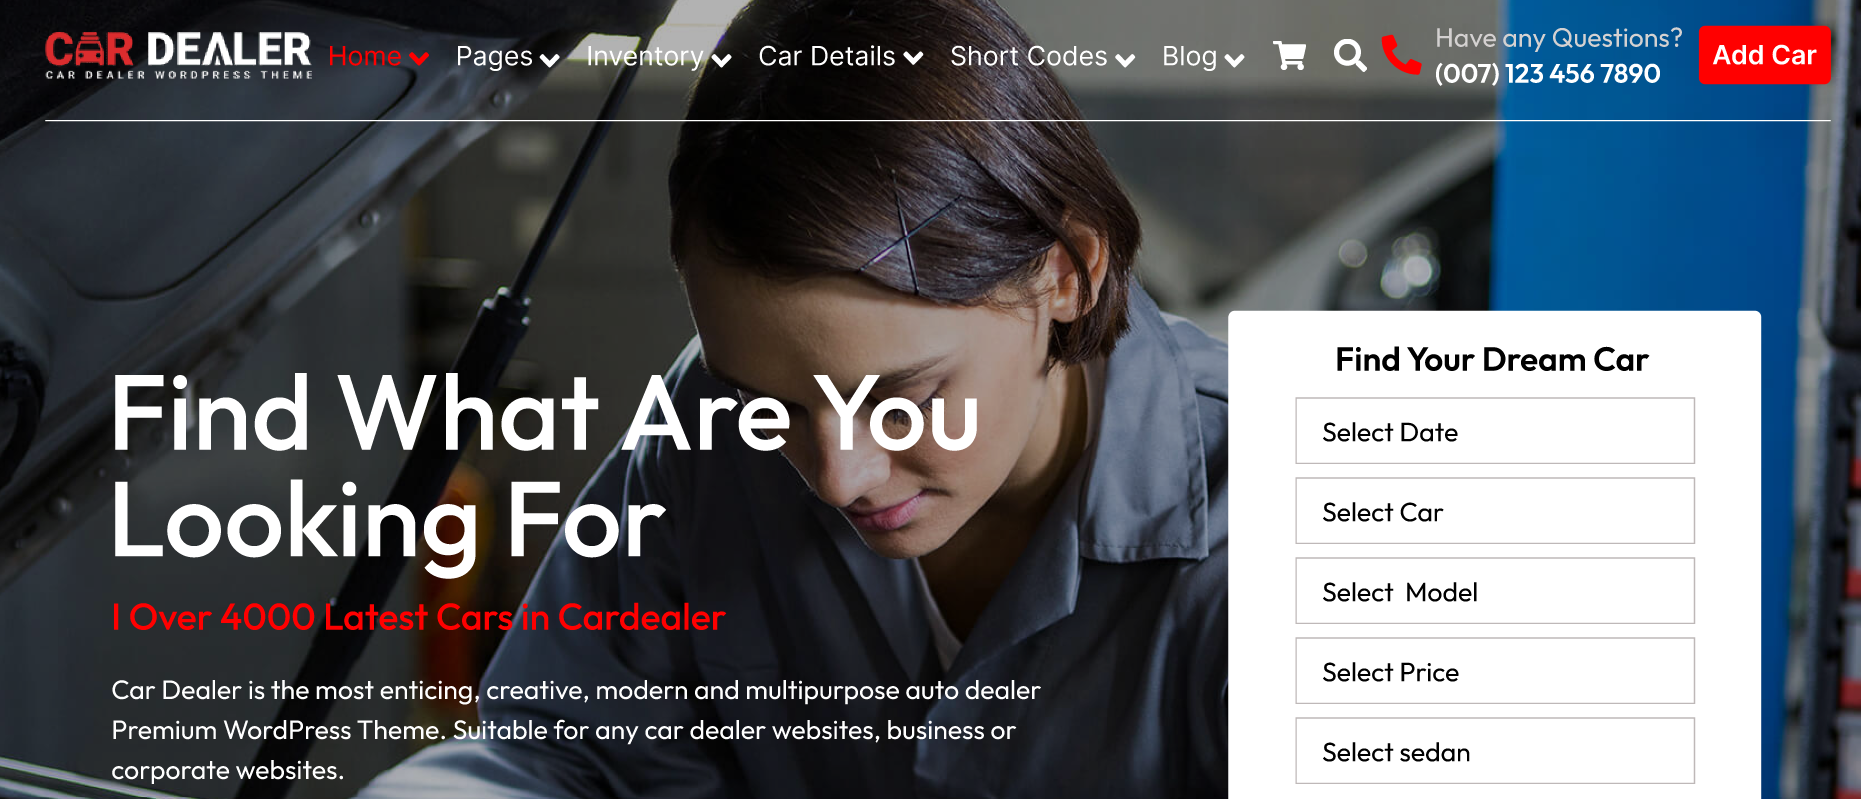 CAR DEALER
CAR DEALER WORDPRESS THEME
Home Pages Inventory Car Details Short Codes Blog
Have any Questions?
(007) 123 456 7890
Add Car
Find What Are You
Looking For
I Over 4000 Latest Cars in Cardealer
Car Dealer is the most enticing, creative, modern and multipurpose auto dealer
Premium WordPress Theme. Suitable for any car dealer websites, business or
corporate websites.
Find Your Dream Car
Select Date
Select Car
Select  Model
Select Price
Select sedan